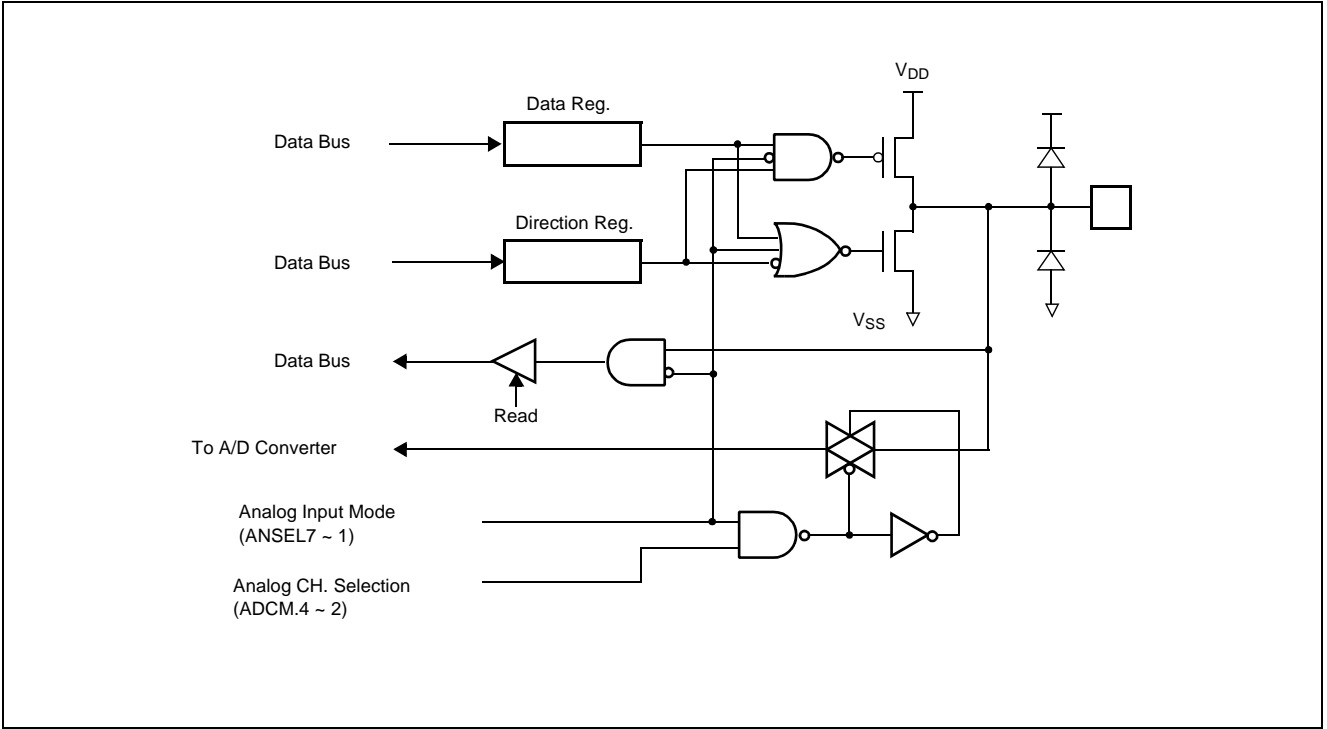 VDD
Data Reg.
Data Bus
Direction Reg.
Data Bus
VSS
Data Bus
Read
To A/D Converter
Analog Input Mode
(ANSEL7 ~ 1)
Analog CH. Selection
(ADCM.4 ~ 2)